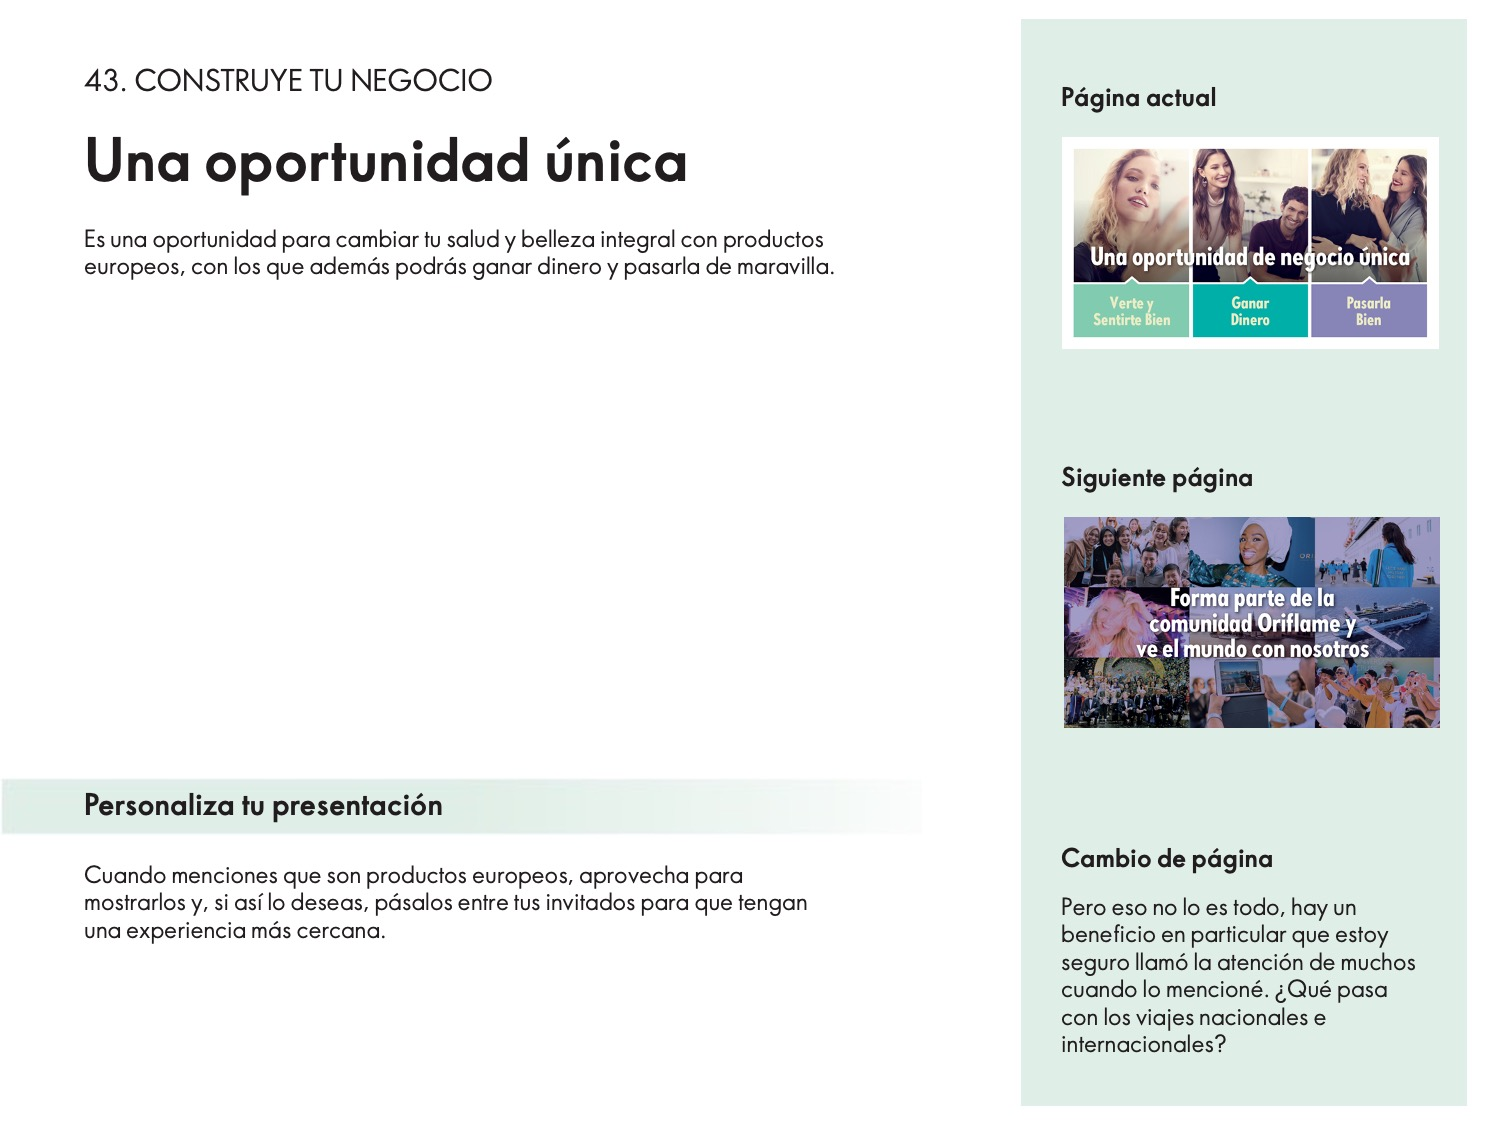 43. CONSTRUYE TU NEGOCIO
Una oportunidad única
Es una oportunidad para cambiar tu salud y belleza integral con productos
europeos, con los que además podrás ganar dinero y pasarla de maravilla.
Personaliza tu presentación
Cuando menciones que son productos europeos, aprovecha para
mostrarlos y, si así lo deseas, pásalos entre tus invitados para que tengan
una experiencia más cercana.
Página actual
Una oportunidad de negocio única
Verte y
Sentirte Bien
Ganar
Dinero
Pasarla
Bien
Siguiente página
Forma parte de la
comunidad Oriflame y
ve el mundo con nosotros
Cambio de página
Pero eso no lo es todo, hay un
beneficio en particular que estoy
seguro llamó la atención de muchos
cuando lo mencioné. ¿Qué pasa
con los viajes nacionales e
internacionales?